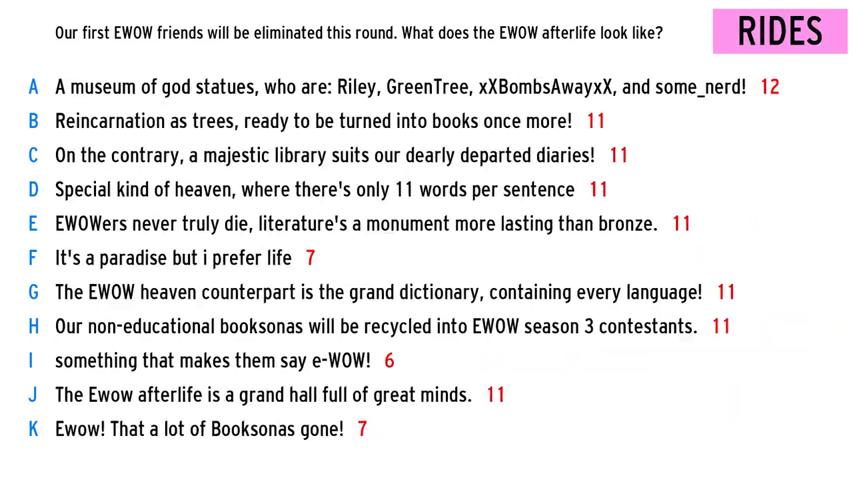 Our first EWOW friends will be eliminated this round. What does the EWOW afterlife look like?
RIDES
A A museum of god statues, who are: Riley, GreenTree, xXBombsAwayxX, and some_nerd! 12
B Reincarnation as trees, ready to be turned into books once more! 11
C On the contrary, a majestic library suits our dearly departed diaries! 11
D Special kind of heaven, where there's only 11 words per sentence 11
E EWOWers never truly die, literature's a monument more lasting than bronze. 11
F It's a paradise but i prefer life 7
G The EWOW heaven counterpart is the grand dictionary, containing every language! 11
H Our non-educational booksonas will be recycled into EWOW season 3 contestants. 11
I something that makes them say e-WOW! 6
J The Ewow afterlife is a grand hall full of great minds. 11
K Ewow! That a lot of Booksonas gone! 7